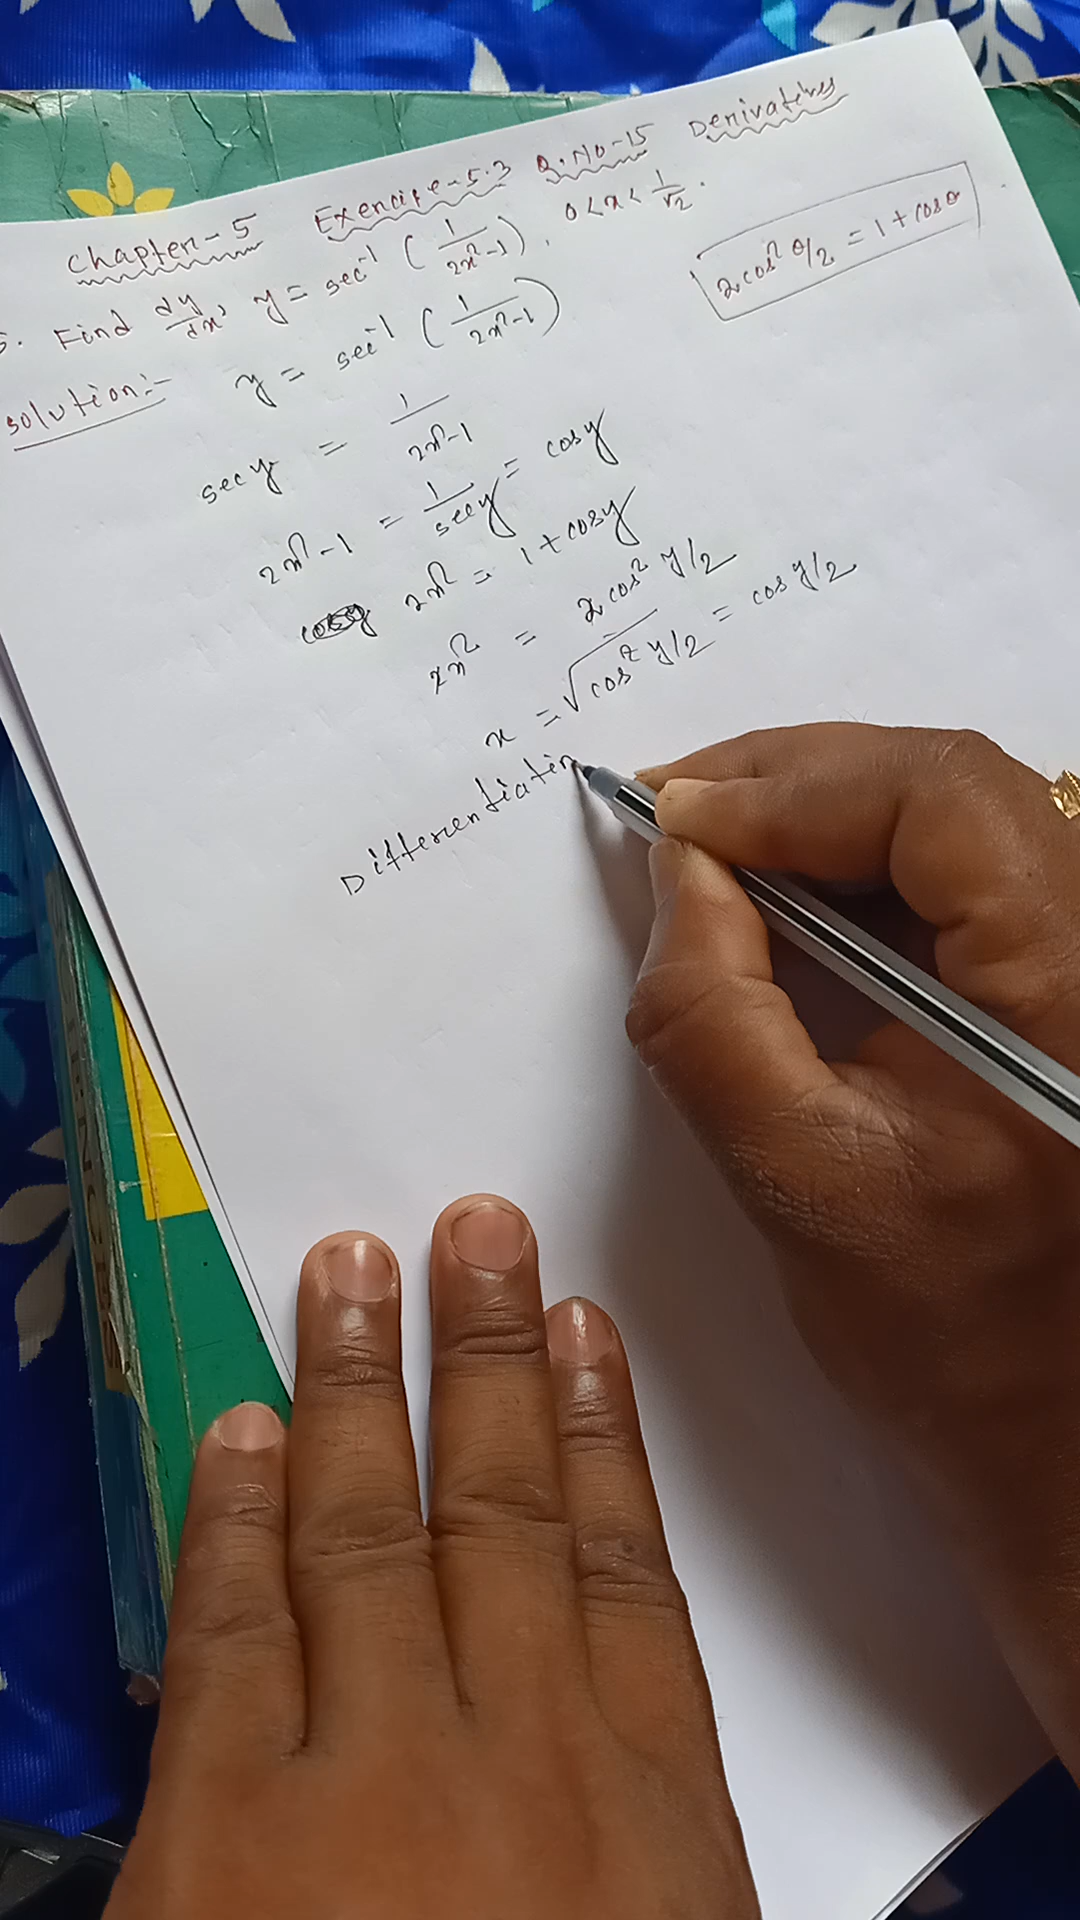 Chapter-5 Exercise-5.3 Q.No-15 Derivatives
5. Find dy/dx, y = sec⁻¹ (1/(2x²-1)), 0<x<1/√2.
2cos² θ/2 = 1+cosθ
Solution:- y = sec⁻¹ (1/(2x²-1))
sec y = 1/(2x²-1)
2x²-1 = 1/sec y = cos y
2x² = 1+cos y
2x² = 2cos² y/2
x = √(cos² y/2) = cos y/2
Differentiatin